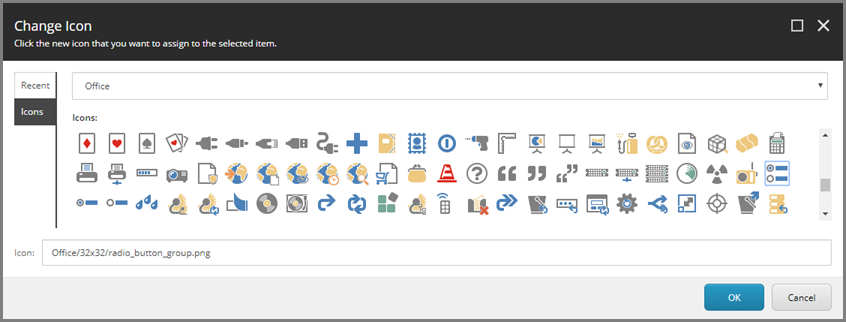 Change Icon
Click the new icon that you want to assign to the selected item.
Recent
Office
Icons
Icons:
Icon:
Office/32x32/radio_button_group.png
OK
Cancel